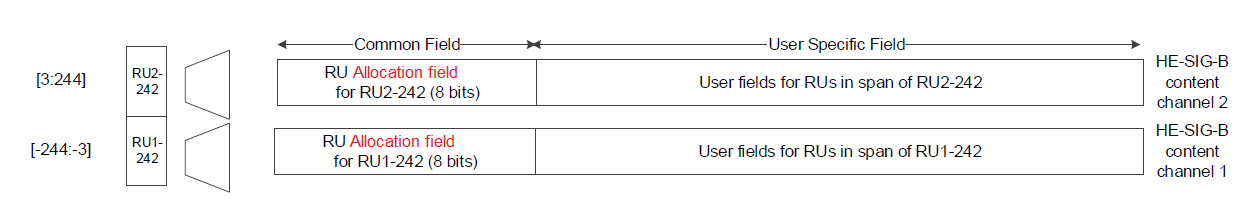 Common Field
User Specific Field
[3:244]
RU2-
242
RU Allocation field
for RU2-242 (8 bits)
User fields for RUs in span of RU2-242
HE-SIG-B
content
channel 2
[-244:-3]
RU1-
242
RU Allocation field
for RU1-242 (8 bits)
User fields for RUs in span of RU1-242
HE-SIG-B
content
channel 1